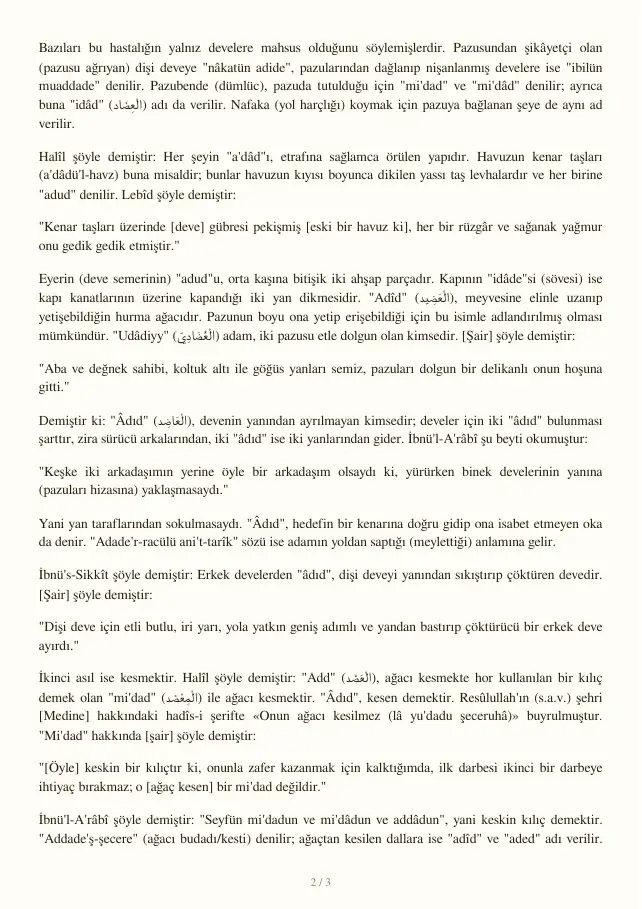 Bazıları bu hastalığın yalnız develere mahsus olduğunu söylemişlerdir. Pazusundan şikâyetçi olan
(pazusu ağrıyan) dişi deveye "nâkatün adide", pazularından dağlanıp nişanlanmış develere ise "ibilün
muaddade" denilir. Pazubende (dümlüc), pazuda tutulduğu için "mi'dad" ve "mi'dâd" denilir; ayrıca
buna "idâd" (الْعِضَاد) adı da verilir. Nafaka (yol harçlığı) koymak için pazuya bağlanan şeye de aynı ad
verilir.
Halîl şöyle demiştir: Her şeyin "a'dâd"ı, etrafına sağlamca örülen yapıdır. Havuzun kenar taşları
(a'dâdü'l-havz) buna misaldir; bunlar havuzun kıyısı boyunca dikilen yassı taş levhalardır ve her birine
"adud" denilir. Lebîd şöyle demiştir:
"Kenar taşları üzerinde [deve] gübresi pekişmiş [eski bir havuz ki], her bir rüzgâr ve sağanak yağmur
onu gedik gedik etmiştir."
Eyerin (deve semerinin) "adud"u, orta kaşına bitişik iki ahşap parçadır. Kapının "idâde"si (sövesi) ise
kapı kanatlarının üzerine kapandığı iki yan dikmesidir. "Adîd" (الْعَضِيد), meyvesine elinle uzanıp
yetişebildiğin hurma ağacıdır. Pazunun boyu ona yetip erişebildiği için bu isimle adlandırılmış olması
mümkündür. "Udâdiyy" (الْعُضَادِيّ) adam, iki pazusu etle dolgun olan kimsedir. [Şair] şöyle demiştir:
"Aba ve değnek sahibi, koltuk altı ile göğüs yanları semiz, pazuları dolgun bir delikanlı onun hoşuna
gitti."
Demiştir ki: "Âdıd" (الْعَاضِد), devenin yanından ayrılmayan kimsedir; develer için iki "âdıd" bulunması
şarttır, zira sürücü arkalarından, iki "âdıd" ise iki yanlarından gider. İbnü'l-A'râbî şu beyti okumuştur:
"Keşke iki arkadaşımın yerine öyle bir arkadaşım olsaydı ki, yürürken binek develerinin yanına
(pazuları hizasına) yaklaşmasaydı."
Yani yan taraflarından sokulmasaydı. "Âdıd", hedefin bir kenarına doğru gidip ona isabet etmeyen oka
da denir. "Adade'r-racülü ani't-tarîk" sözü ise adamın yoldan saptığı (meylettiği) anlamına gelir.
İbnü's-Sikkît şöyle demiştir: Erkek develerden "âdıd", dişi deveyi yanından sıkıştırıp çöktüren devedir.
[Şair] şöyle demiştir:
"Dişi deve için etli butlu, iri yarı, yola yatkın geniş adımlı ve yandan bastırıp çöktürücü bir erkek deve
ayırdı."
İkinci asıl ise kesmektir. Halîl şöyle demiştir: "Add" (الْعَضْد), ağacı kesmekte hor kullanılan bir kılıç
demek olan "mi'dad" (الْمِعْضَد) ile ağacı kesmektir. "Âdıd", kesen demektir. Resûlullah'ın (s.a.v.) şehri
[Medine] hakkındaki hadîs-i şerifte «Onun ağacı kesilmez (lâ yu'dadu şeceruhâ)» buyrulmuştur.
"Mi'dad" hakkında [şair] şöyle demiştir:
"[Öyle] keskin bir kılıçtır ki, onunla zafer kazanmak için kalktığımda, ilk darbesi ikinci bir darbeye
ihtiyaç bırakmaz; o [ağaç kesen] bir mi'dad değildir."
İbnü'l-A'râbî şöyle demiştir: "Seyfün mi'dadun ve mi'dâdun ve addâdun", yani keskin kılıç demektir.
"Addade'ş-şecere" (ağacı budadı/kesti) denilir; ağaçtan kesilen dallara ise "adîd" ve "aded" adı verilir.
2 / 3